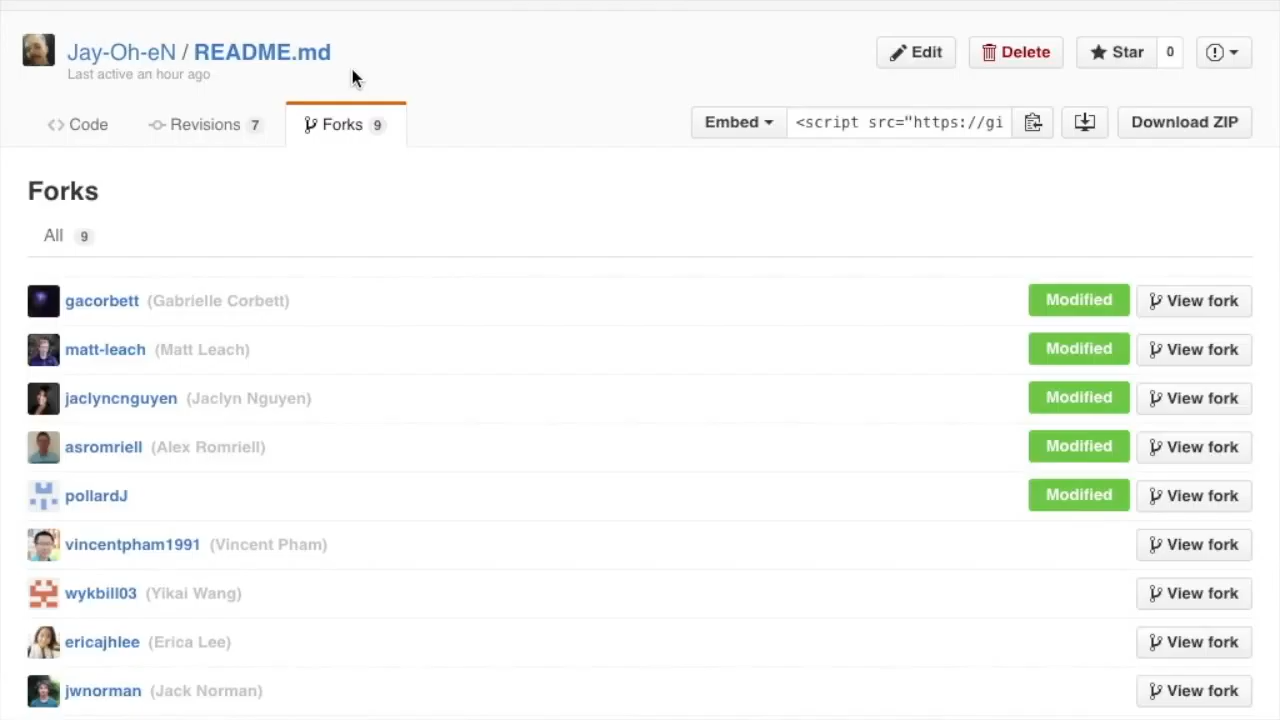 Jay-Oh-eN / README.md
Last active an hour ago
Edit
Delete
Star 0
Code
Revisions 7
Forks 9
Embed
<script src="https://gi
Download ZIP
Forks
All 9
gacorbett (Gabrielle Corbett) Modified View fork
matt-leach (Matt Leach) Modified View fork
jaclyncnguyen (Jaclyn Nguyen) Modified View fork
asromriell (Alex Romriell) Modified View fork
pollardJ Modified View fork
vincentpham1991 (Vincent Pham) View fork
wykbill03 (Yikai Wang) View fork
ericajhlee (Erica Lee) View fork
jwnorman (Jack Norman) View fork